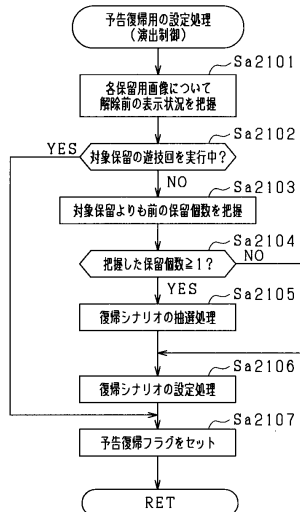 予告復帰用の設定処理
(演出制御)
Sa2101
各保留用画像について
解除前の表示状況を把握
Sa2102
YES
対象保留の遊技回を実行中?
NO
Sa2103
対象保留よりも前の保留個数を把握
Sa2104
把握した保留個数≧1?
NO
YES
Sa2105
復帰シナリオの抽選処理
Sa2106
復帰シナリオの設定処理
Sa2107
予告復帰フラグをセット
RET